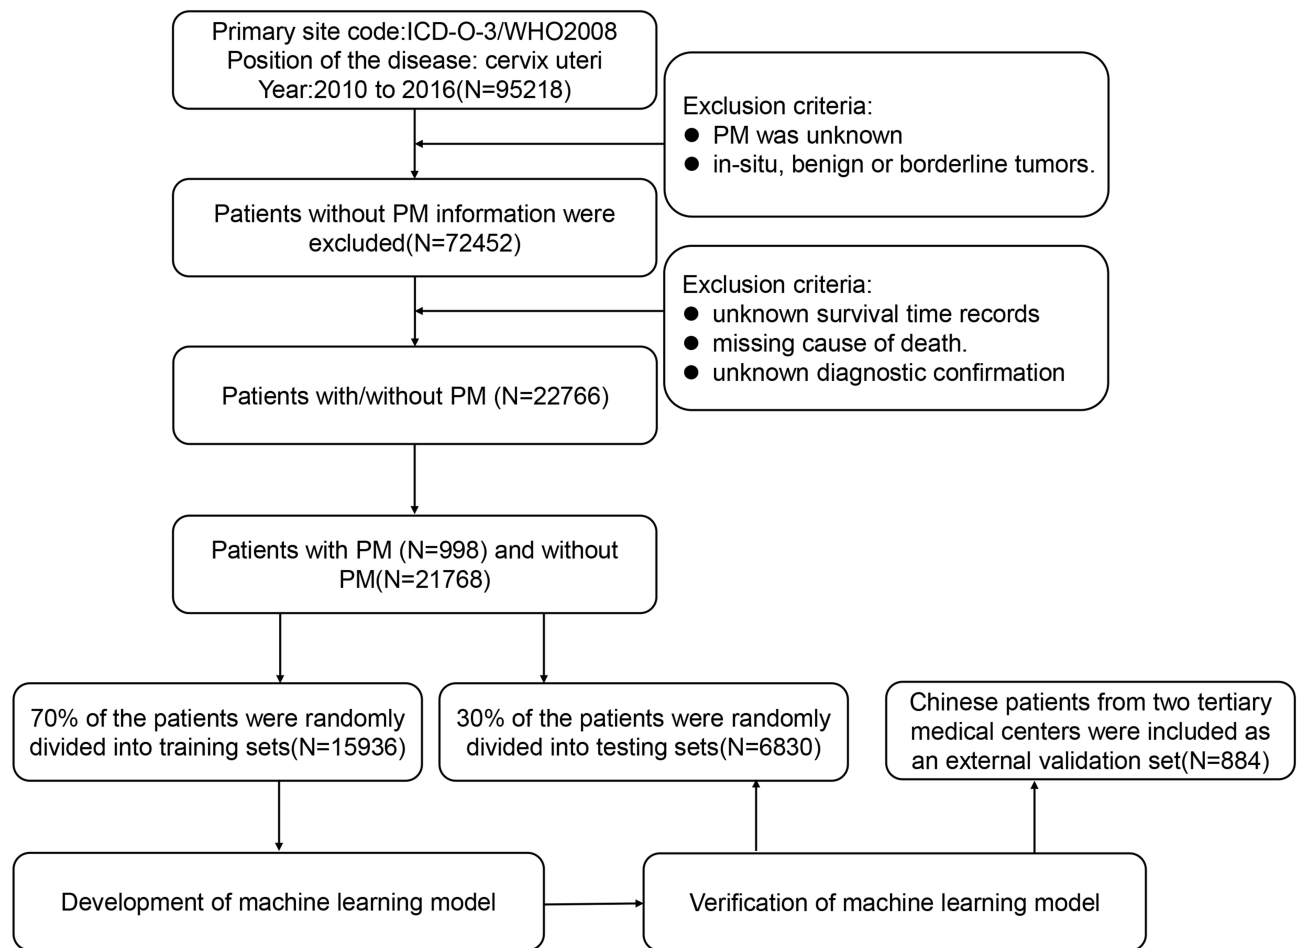 Primary site code:ICD-O-3/WHO2008
Position of the disease: cervix uteri
Year:2010 to 2016(N=95218)
Exclusion criteria:
● PM was unknown
● in-situ, benign or borderline tumors.
Patients without PM information were
excluded(N=72452)
Exclusion criteria:
● unknown survival time records
● missing cause of death.
● unknown diagnostic confirmation
Patients with/without PM (N=22766)
Patients with PM (N=998) and without
PM(N=21768)
70% of the patients were randomly
divided into training sets(N=15936)
30% of the patients were randomly
divided into testing sets(N=6830)
Chinese patients from two tertiary
medical centers were included as
an external validation set(N=884)
Development of machine learning model
Verification of machine learning model